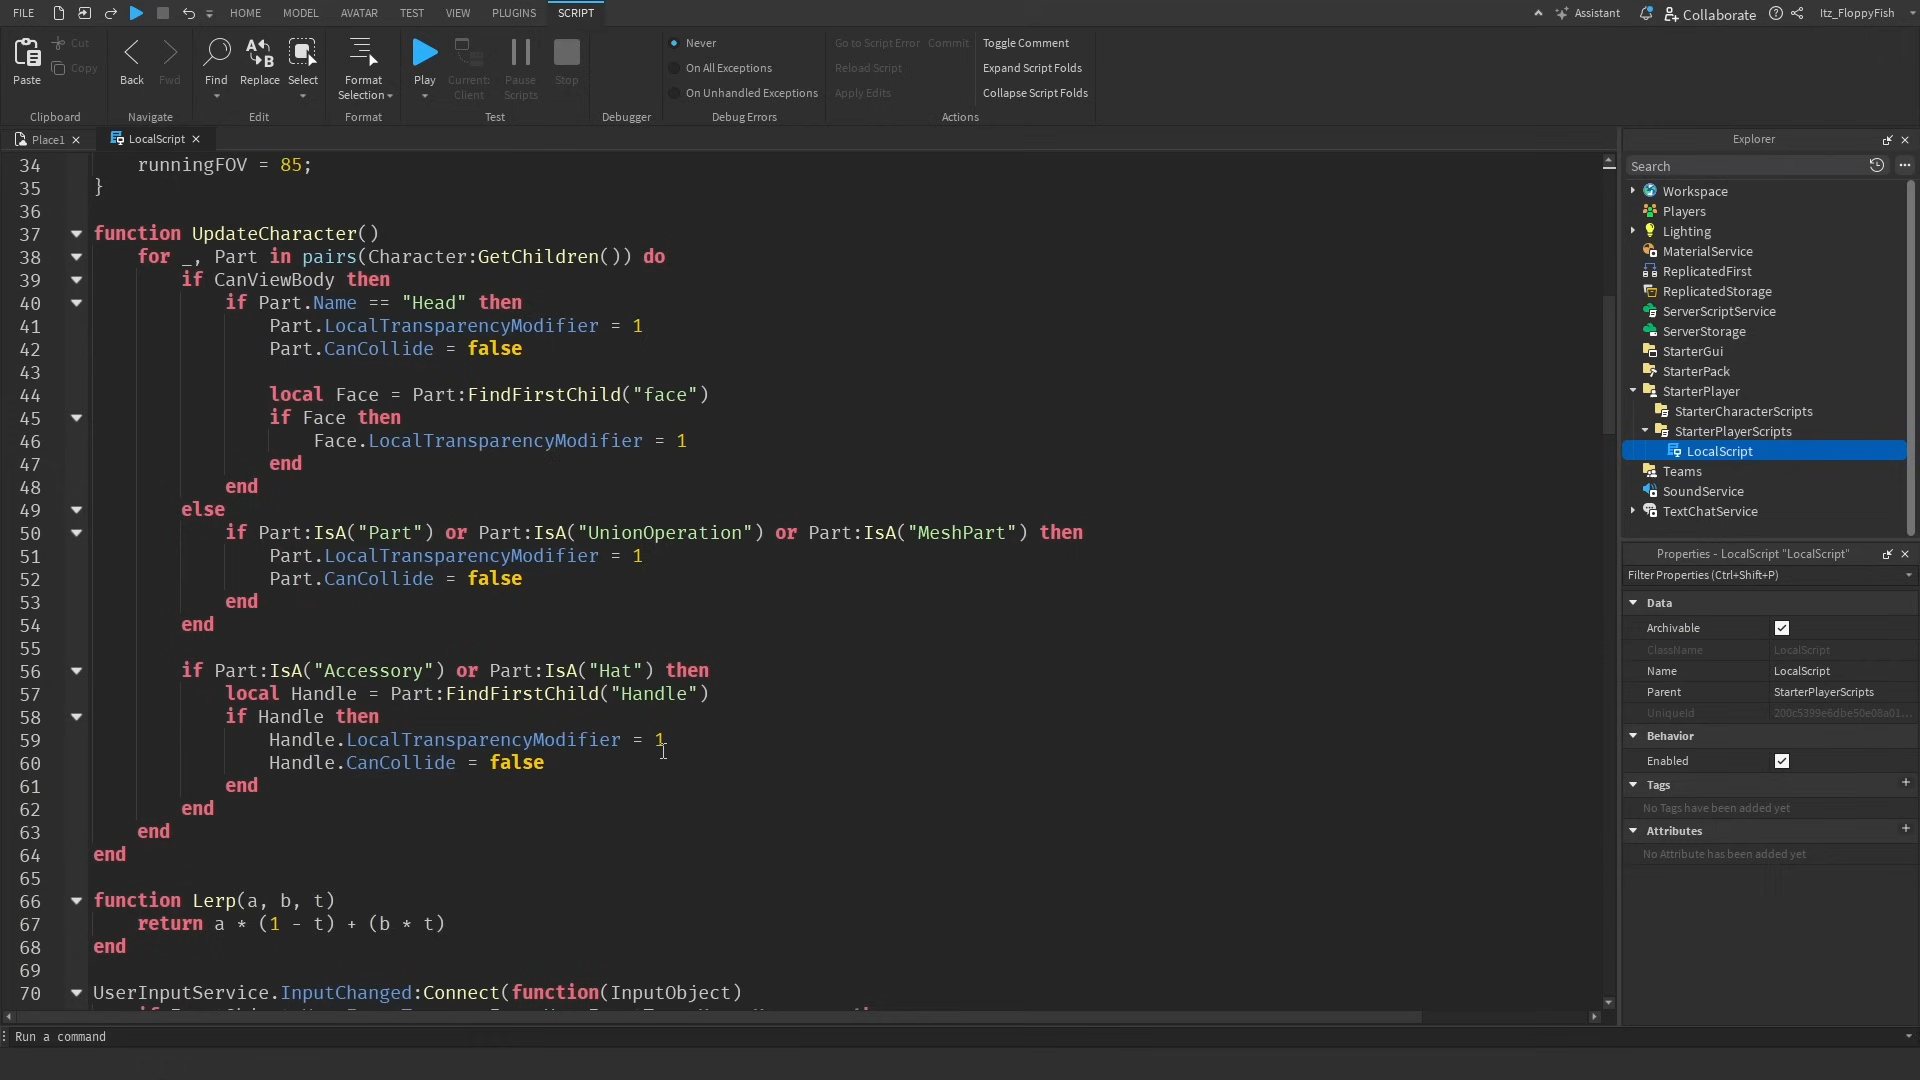 FILE HOME MODEL AVATAR TEST VIEW PLUGINS SCRIPT Assistant Collaborate Itz_FloppyFish
Paste Cut Copy Back Fwd Find Replace Select Format Selection Play Current: Client Pause Scripts Stop
Never
On All Exceptions
On Unhandled Exceptions
Go to Script Error Commit
Reload Script
Apply Edits
Toggle Comment
Expand Script Folds
Collapse Script Folds
Clipboard Navigate Edit Format Test Debugger Debug Errors Actions
Place1 LocalScript
34 runningFOV = 85;
35 }
36
37 function UpdateCharacter()
38 for _, Part in pairs(Character:GetChildren()) do
39 if CanViewBody then
40 if Part.Name == "Head" then
41 Part.LocalTransparencyModifier = 1
42 Part.CanCollide = false
43
44 local Face = Part:FindFirstChild("face")
45 if Face then
46 Face.LocalTransparencyModifier = 1
47 end
48 end
49 else
50 if Part:IsA("Part") or Part:IsA("UnionOperation") or Part:IsA("MeshPart") then
51 Part.LocalTransparencyModifier = 1
52 Part.CanCollide = false
53 end
54 end
55
56 if Part:IsA("Accessory") or Part:IsA("Hat") then
57 local Handle = Part:FindFirstChild("Handle")
58 if Handle then
59 Handle.LocalTransparencyModifier = 1
60 Handle.CanCollide = false
61 end
62 end
63 end
64 end
65
66 function Lerp(a, b, t)
67 return a * (1 - t) + (b * t)
68 end
69
70 UserInputService.InputChanged:Connect(function(InputObject)
Run a command
Explorer
Search
Workspace
Players
Lighting
MaterialService
ReplicatedFirst
ReplicatedStorage
ServerScriptService
ServerStorage
StarterGui
StarterPack
StarterPlayer
StarterCharacterScripts
StarterPlayerScripts
LocalScript
Teams
SoundService
TextChatService
Properties - LocalScript "LocalScript"
Filter Properties (Ctrl+Shift+P)
Data
Archivable
ClassName LocalScript
Name LocalScript
Parent StarterPlayerScripts
UniqueId 200c5399e6dbe50e08a01...
Behavior
Enabled
Tags
No Tags have been added yet
Attributes
No Attribute has been added yet